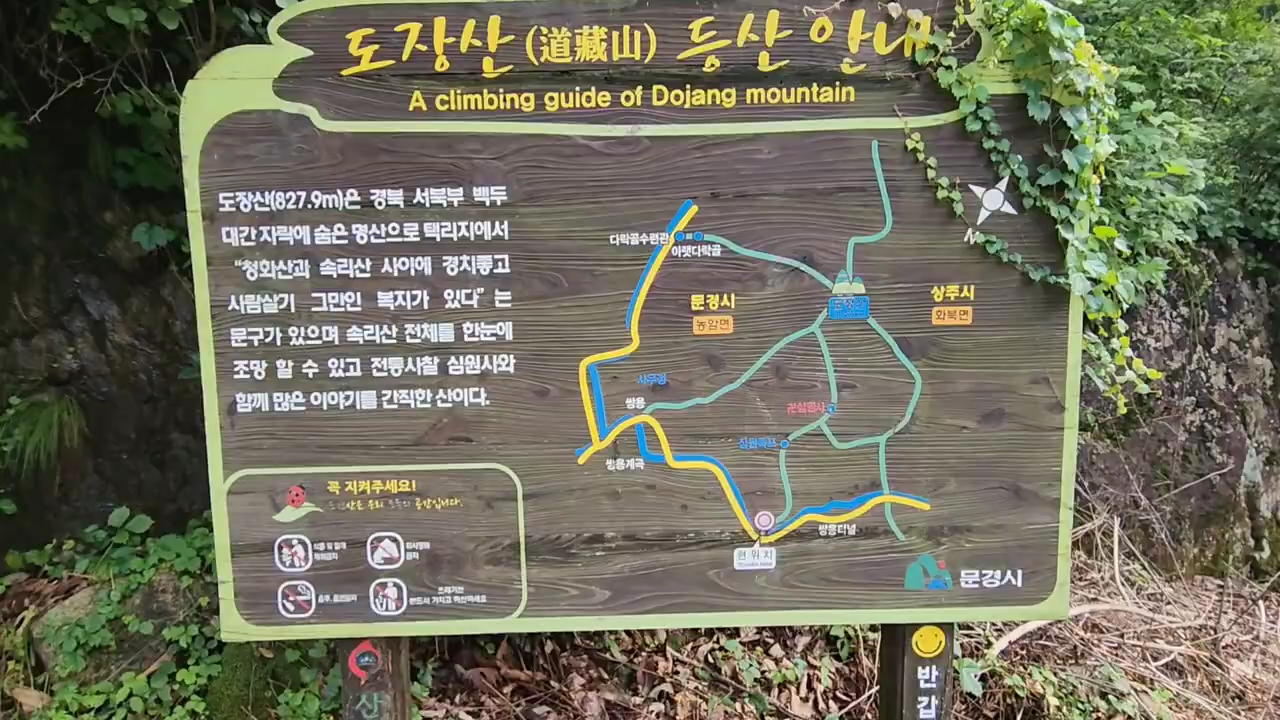 도장산 (道藏山) 등산 안내
A climbing guide of Dojang mountain
도장산(827.9m)은 경북 서북부 백두
대간 자락에 숨은 명산으로 택리지에서
"청화산과 속리산 사이에 경치좋고
사람살기 그만인 복지가 있다" 는
문구가 있으며 속리산 전체를 한눈에
조망 할 수 있고 전통사찰 심원사와
함께 많은 이야기를 간직한 산이다.
다락골수련관
아랫다락골
문경시
농암면
상주시
화북면
도장산
쌍용
심원폭포
쌍용계곡
쌍용터널
현위치
N
꼭 지켜주세요!
문경시
산
반
갑